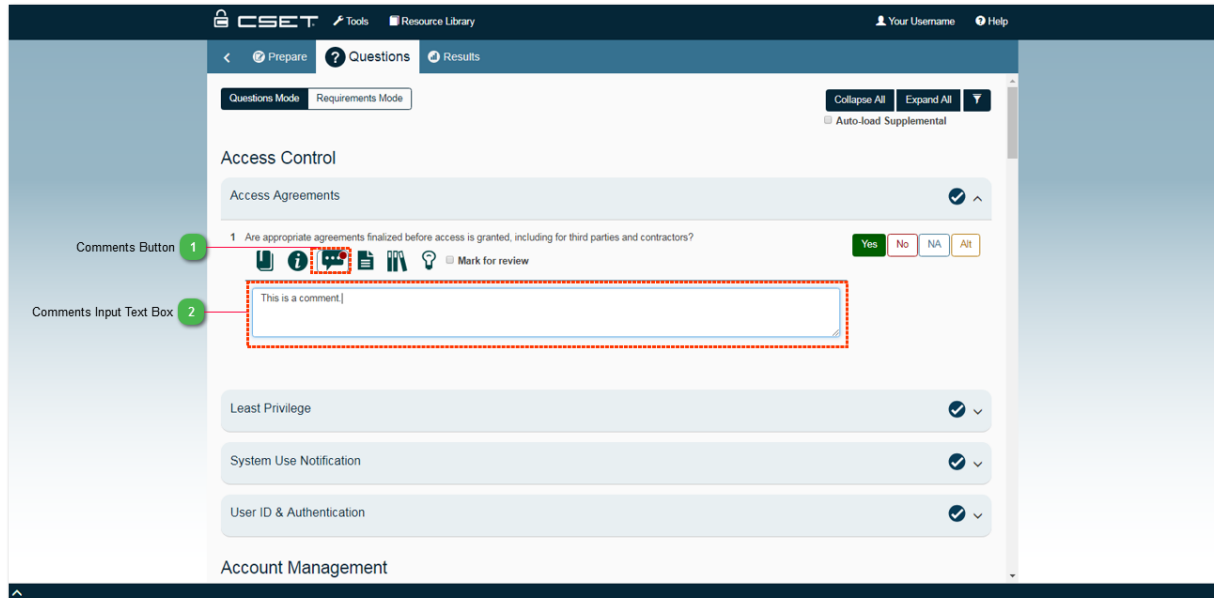 CSET Tools Resource Library Your Username Help
Prepare Questions Results
Questions Mode Requirements Mode Collapse All Expand All
Auto-load Supplemental
Access Control
Access Agreements
1 Are appropriate agreements finalized before access is granted, including for third parties and contractors?
Yes No NA Alt
Comments Button 1
Mark for review
This is a comment.
Comments Input Text Box 2
Least Privilege
System Use Notification
User ID & Authentication
Account Management